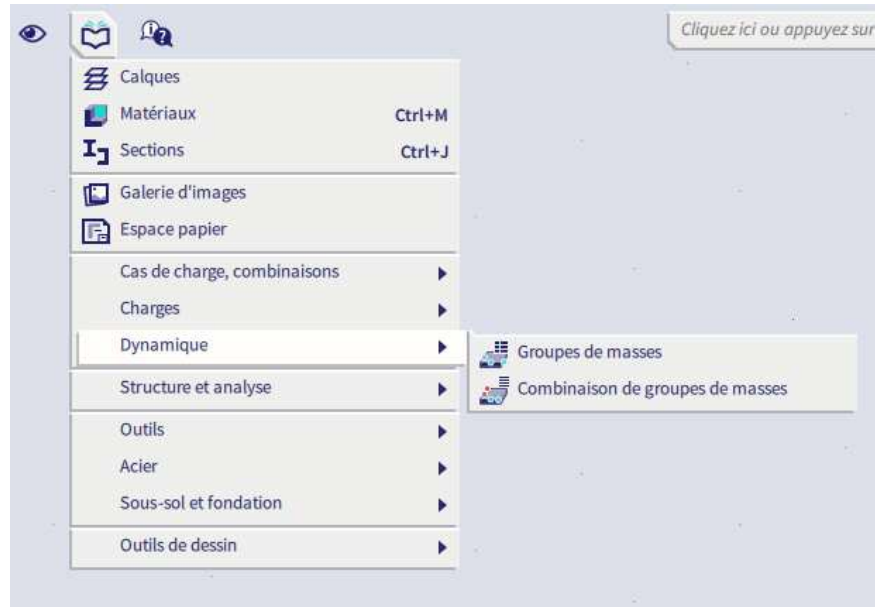 Cliquez ici ou appuyez sur
Calques
Matériaux Ctrl+M
Sections Ctrl+J
Galerie d'images
Espace papier
Cas de charge, combinaisons
Charges
Dynamique
Groupes de masses
Combinaison de groupes de masses
Structure et analyse
Outils
Acier
Sous-sol et fondation
Outils de dessin